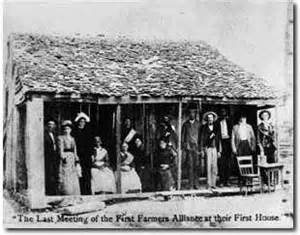 "The Last Meeting of the First Farmers Alliance at their First House.